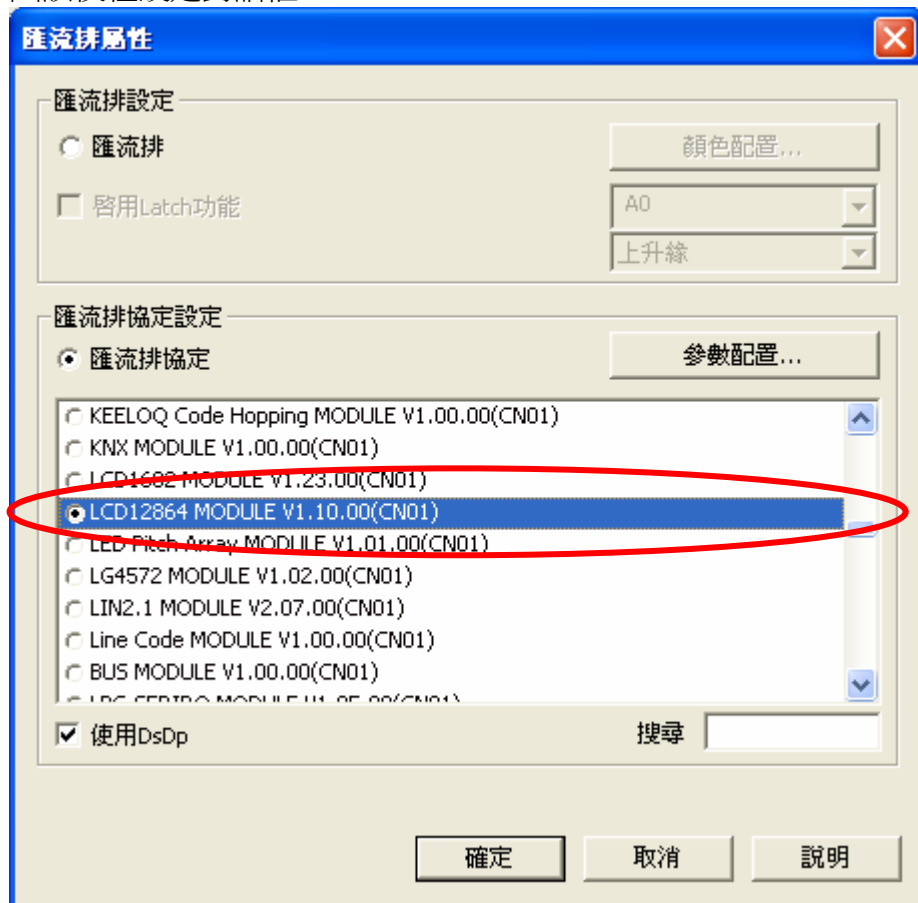 匯流排屬性
匯流排設定
匯流排
顏色配置...
啓用Latch功能
A0
上升緣
匯流排協定設定
匯流排協定
參數配置...
KEELOQ Code Hopping MODULE V1.00.00(CN01)
KNX MODULE V1.00.00(CN01)
LCD1602 MODULE V1.23.00(CN01)
LCD12864 MODULE V1.10.00(CN01)
LED Pitch Array MODULE V1.01.00(CN01)
LG4572 MODULE V1.02.00(CN01)
LIN2.1 MODULE V2.07.00(CN01)
Line Code MODULE V1.00.00(CN01)
BUS MODULE V1.00.00(CN01)
使用DsDp
搜尋
確定
取消
說明